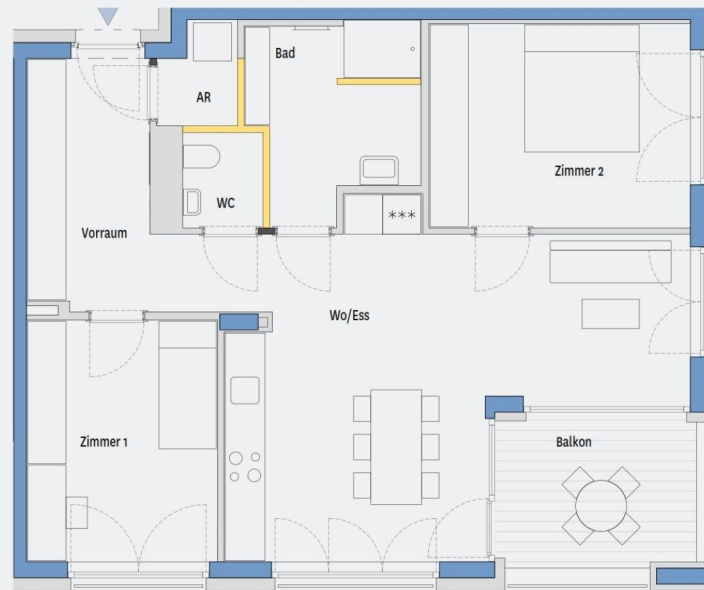 Bad
AR
Zimmer 2
WC
***
Vorraum
Wo/Ess
Zimmer 1
Balkon